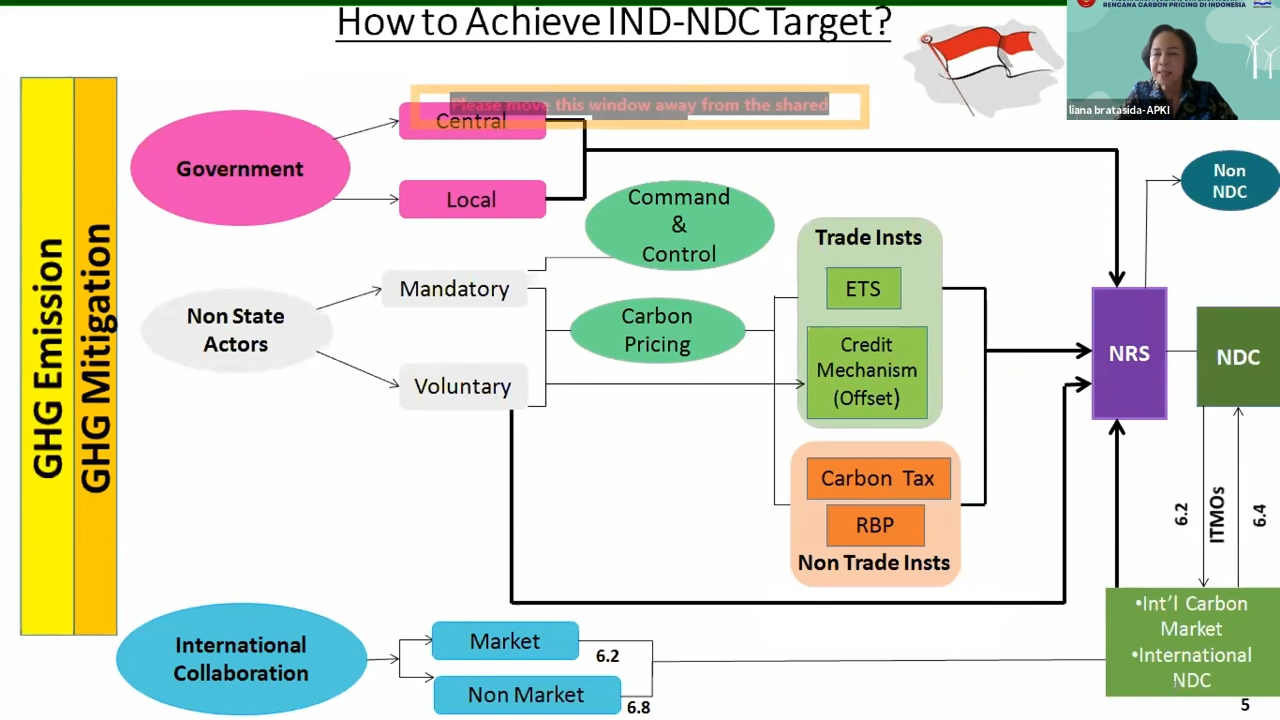 How to Achieve IND-NDC Target?
RENCANA CARBON PRICING DI INDONESIA
liana bratasida-APKI
Please move this window away from the shared
GHG Emission
GHG Mitigation
Government
Central
Local
Non State
Actors
Mandatory
Voluntary
Command
&
Control
Carbon
Pricing
Trade Insts
ETS
Credit
Mechanism
(Offset)
Carbon Tax
RBP
Non Trade Insts
NRS
Non
NDC
NDC
6.2
ITMOs
6.4
International
Collaboration
Market
6.2
Non Market
6.8
•Int'l Carbon
Market
•International
NDC
5